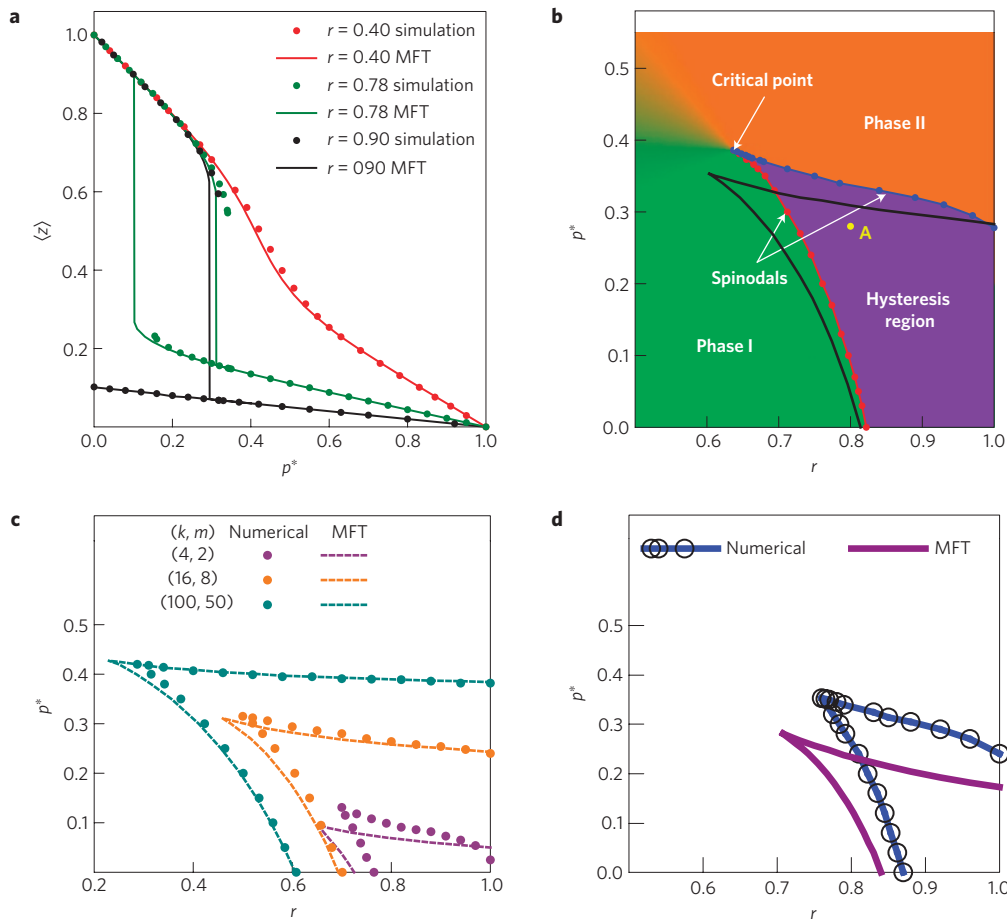 a
r = 0.40 simulation
r = 0.40 MFT
r = 0.78 simulation
r = 0.78 MFT
r = 0.90 simulation
r = 090 MFT
1.0
0.8
0.6
0.4
0.2
⟨z⟩
0.0 0.2 0.4 0.6 0.8 1.0
p*
b
0.5
0.4
0.3
0.2
0.1
0.0
p*
Critical point
Phase II
A
Spinodals
Hysteresis
region
Phase I
0.6 0.7 0.8 0.9 1.0
r
c
(k, m) Numerical MFT
(4, 2)
(16, 8)
(100, 50)
0.5
0.4
0.3
0.2
0.1
0
p*
0.2 0.4 0.6 0.8 1.0
r
d
Numerical MFT
0.5
0.4
0.3
0.2
0.1
0
p*
0.6 0.7 0.8 0.9 1.0
r